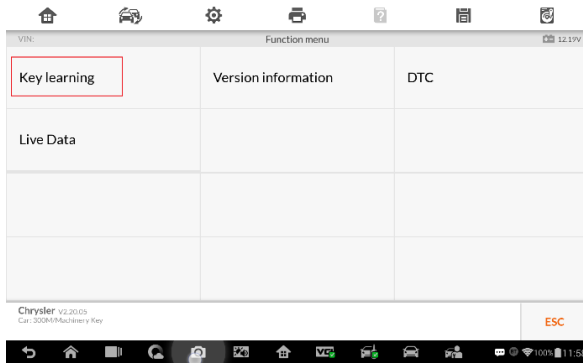 VIN:
Function menu
12.19V
Key learning
Version information
DTC
Live Data
Chrysler V2.20.05
Car: 300M/Machinery Key
ESC
VCI
100%